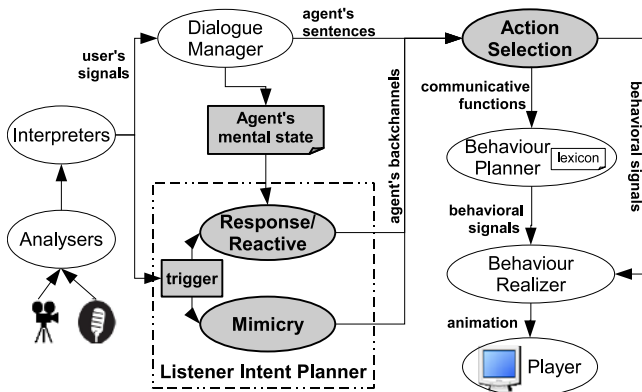 Dialogue
Manager
agent's
sentences
Action
Selection
user's
signals
communicative
functions
Interpreters
Agent's
mental state
agent's backchannels
behavioral signals
Behaviour
Planner
lexicon
Response/
Reactive
behavioral
signals
Analysers
trigger
Behaviour
Realizer
Mimicry
animation
Listener Intent Planner
Player